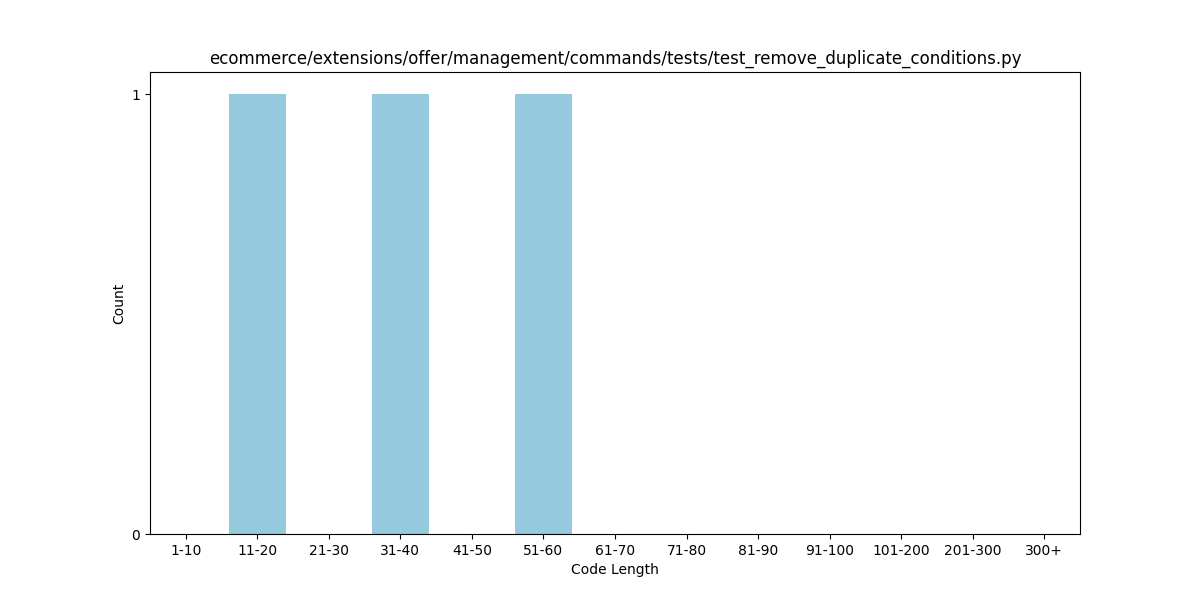 ecommerce/extensions/offer/management/commands/tests/test_remove_duplicate_conditions.py
1
Count
0
1-10 11-20 21-30 31-40 41-50 51-60 61-70 71-80 81-90 91-100 101-200 201-300 300+
Code Length